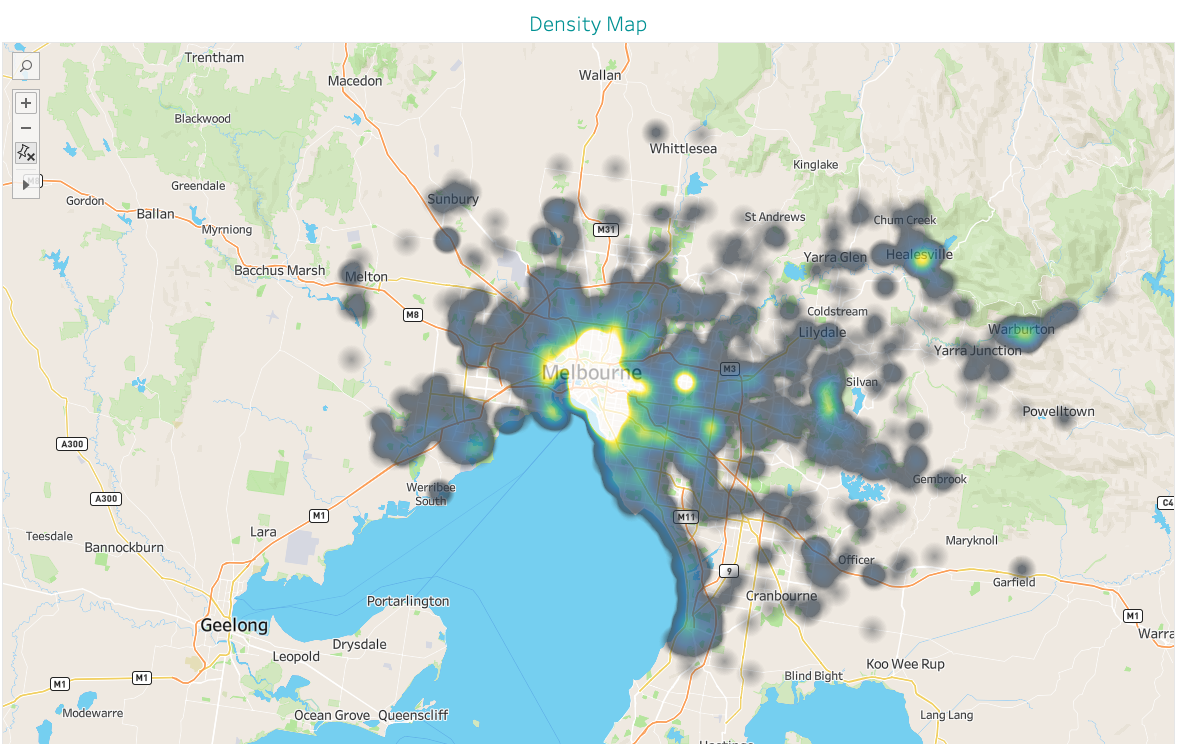 Density Map
Trentham
Macedon
Wallan
Blackwood
Whittlesea
Kinglake
Greendale
Gordon
Ballan
Sunbury
St Andrews
Chum Creek
Myrniong
M31
Yarra Glen
Healesville
Bacchus Marsh
Melton
M8
Coldstream
Lilydale
Warburton
Yarra Junction
Melbourne
M3
Silvan
Powelltown
A300
Gembrook
Werribee
South
A300
C4
M1
M11
Lara
Teesdale
Bannockburn
Maryknoll
Officer
9
Garfield
Cranbourne
Portarlington
M1
Geelong
Warra
Drysdale
Leopold
Koo Wee Rup
M1
M1
Blind Bight
Modewarre
Ocean Grove
Queenscliff
Lang Lang